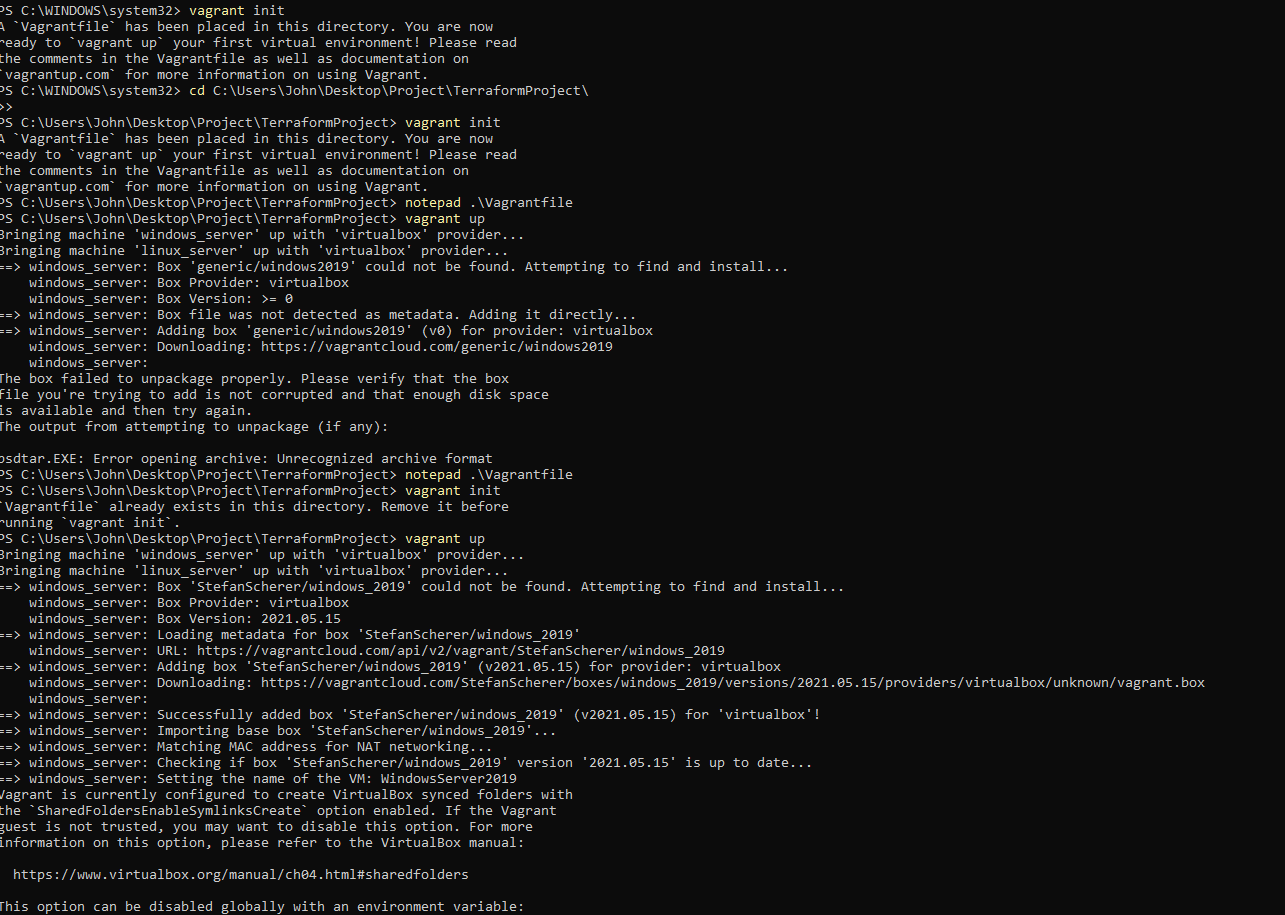 PS C:\WINDOWS\system32> vagrant init
A `Vagrantfile` has been placed in this directory. You are now
ready to `vagrant up` your first virtual environment! Please read
the comments in the Vagrantfile as well as documentation on
`vagrantup.com` for more information on using Vagrant.
PS C:\WINDOWS\system32> cd C:\Users\John\Desktop\Project\TerraformProject\
>>
PS C:\Users\John\Desktop\Project\TerraformProject> vagrant init
A `Vagrantfile` has been placed in this directory. You are now
ready to `vagrant up` your first virtual environment! Please read
the comments in the Vagrantfile as well as documentation on
`vagrantup.com` for more information on using Vagrant.
PS C:\Users\John\Desktop\Project\TerraformProject> notepad .\Vagrantfile
PS C:\Users\John\Desktop\Project\TerraformProject> vagrant up
Bringing machine 'windows_server' up with 'virtualbox' provider...
Bringing machine 'linux_server' up with 'virtualbox' provider...
==> windows_server: Box 'generic/windows2019' could not be found. Attempting to find and install...
    windows_server: Box Provider: virtualbox
    windows_server: Box Version: >= 0
==> windows_server: Box file was not detected as metadata. Adding it directly...
==> windows_server: Adding box 'generic/windows2019' (v0) for provider: virtualbox
    windows_server: Downloading: https://vagrantcloud.com/generic/windows2019
    windows_server:
The box failed to unpackage properly. Please verify that the box
file you're trying to add is not corrupted and that enough disk space
is available and then try again.
The output from attempting to unpackage (if any):
bsdtar.EXE: Error opening archive: Unrecognized archive format
PS C:\Users\John\Desktop\Project\TerraformProject> notepad .\Vagrantfile
PS C:\Users\John\Desktop\Project\TerraformProject> vagrant init
`Vagrantfile` already exists in this directory. Remove it before
running `vagrant init`.
PS C:\Users\John\Desktop\Project\TerraformProject> vagrant up
Bringing machine 'windows_server' up with 'virtualbox' provider...
Bringing machine 'linux_server' up with 'virtualbox' provider...
==> windows_server: Box 'StefanScherer/windows_2019' could not be found. Attempting to find and install...
    windows_server: Box Provider: virtualbox
    windows_server: Box Version: 2021.05.15
==> windows_server: Loading metadata for box 'StefanScherer/windows_2019'
    windows_server: URL: https://vagrantcloud.com/api/v2/vagrant/StefanScherer/windows_2019
==> windows_server: Adding box 'StefanScherer/windows_2019' (v2021.05.15) for provider: virtualbox
    windows_server: Downloading: https://vagrantcloud.com/StefanScherer/boxes/windows_2019/versions/2021.05.15/providers/virtualbox/unknown/vagrant.box
    windows_server:
==> windows_server: Successfully added box 'StefanScherer/windows_2019' (v2021.05.15) for 'virtualbox'!
==> windows_server: Importing base box 'StefanScherer/windows_2019'...
==> windows_server: Matching MAC address for NAT networking...
==> windows_server: Checking if box 'StefanScherer/windows_2019' version '2021.05.15' is up to date...
==> windows_server: Setting the name of the VM: WindowsServer2019
Vagrant is currently configured to create VirtualBox synced folders with
the `SharedFoldersEnableSymlinksCreate` option enabled. If the Vagrant
guest is not trusted, you may want to disable this option. For more
information on this option, please refer to the VirtualBox manual:
https://www.virtualbox.org/manual/ch04.html#sharedfolders
This option can be disabled globally with an environment variable: